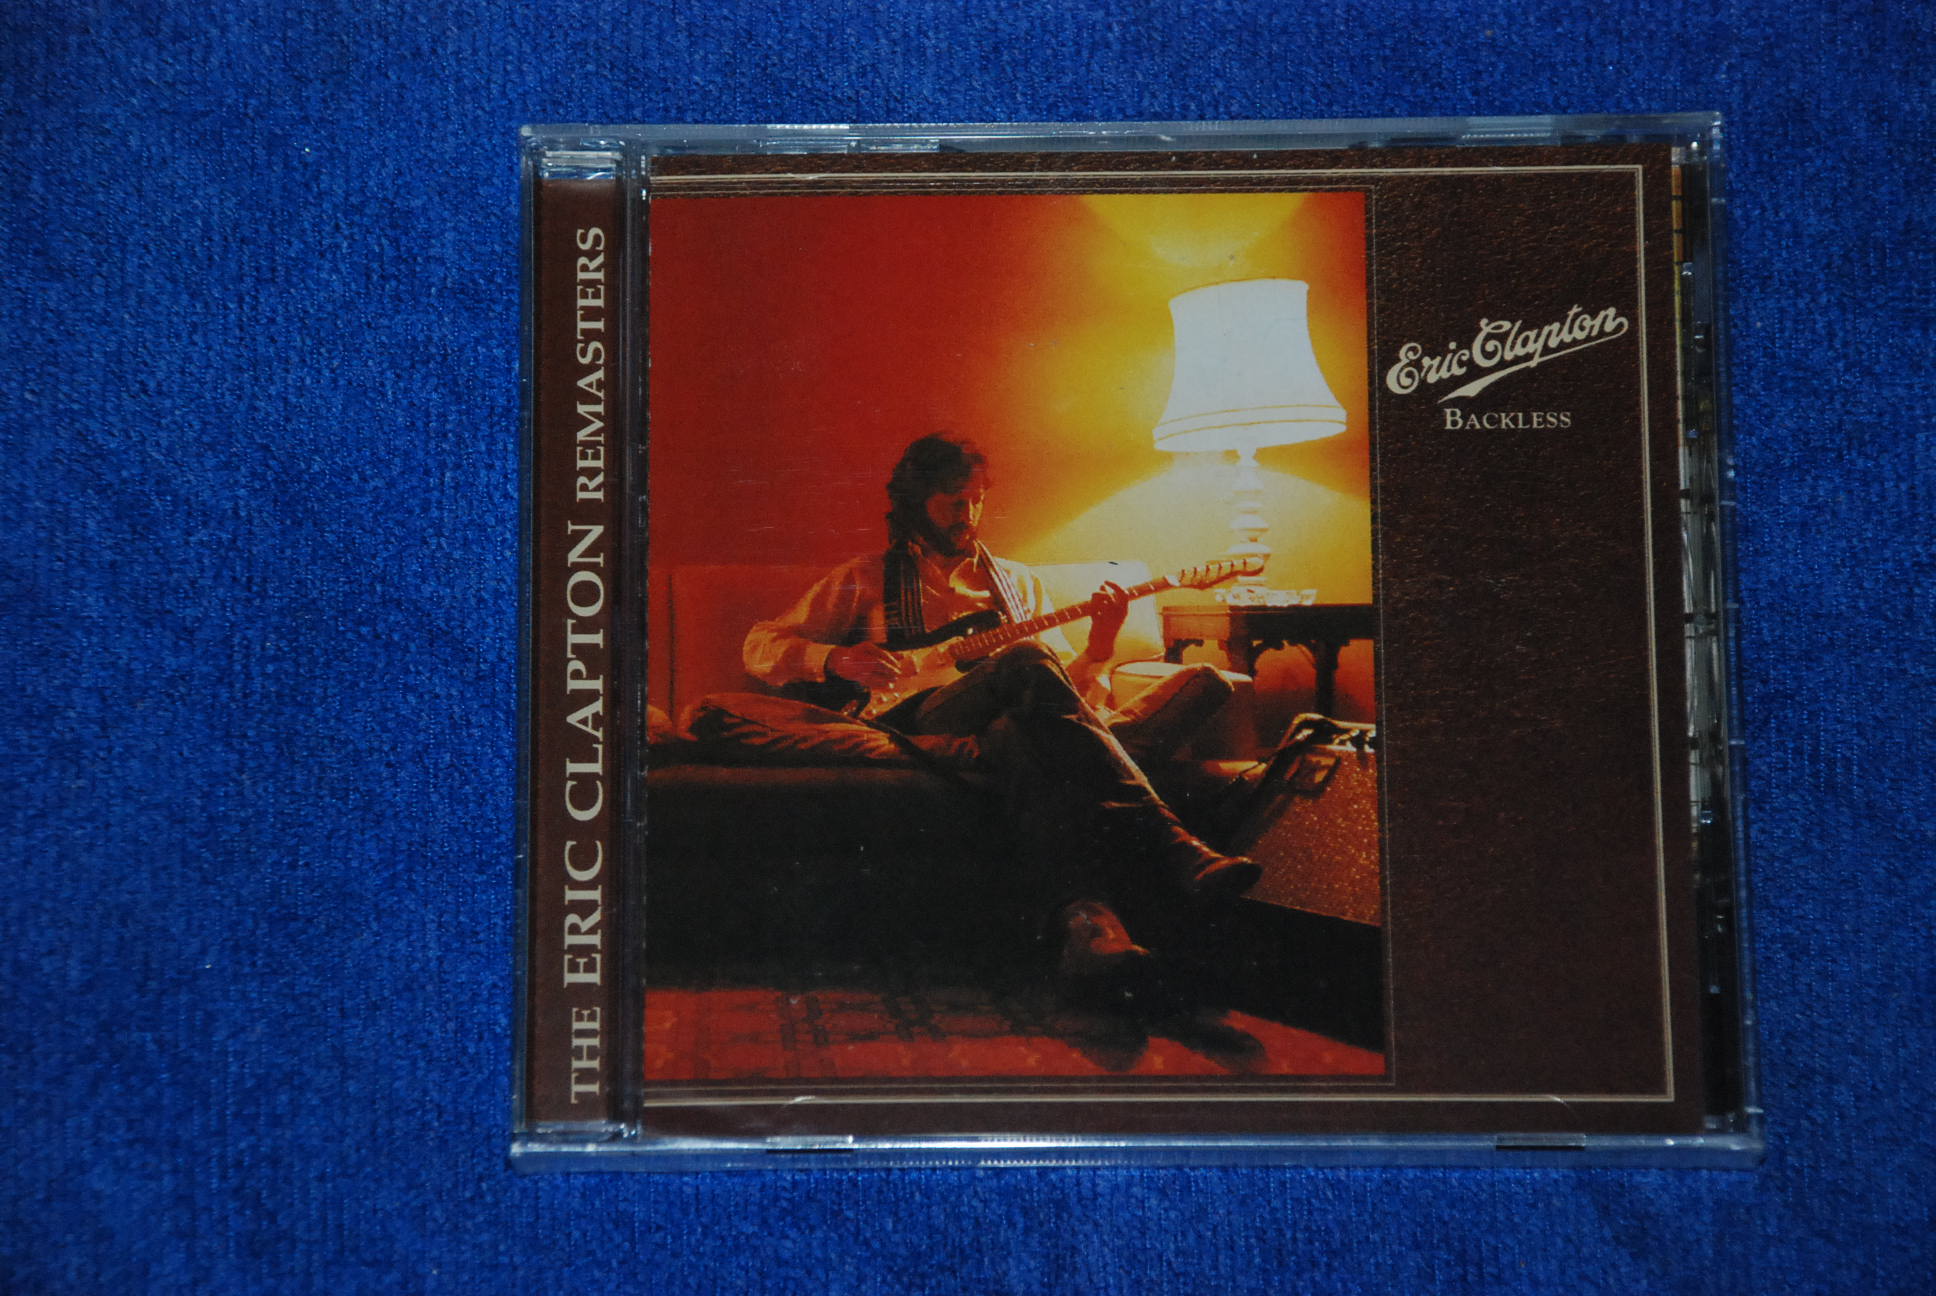 THE ERIC CLAPTON REMASTERS
Eric Clapton
BACKLESS